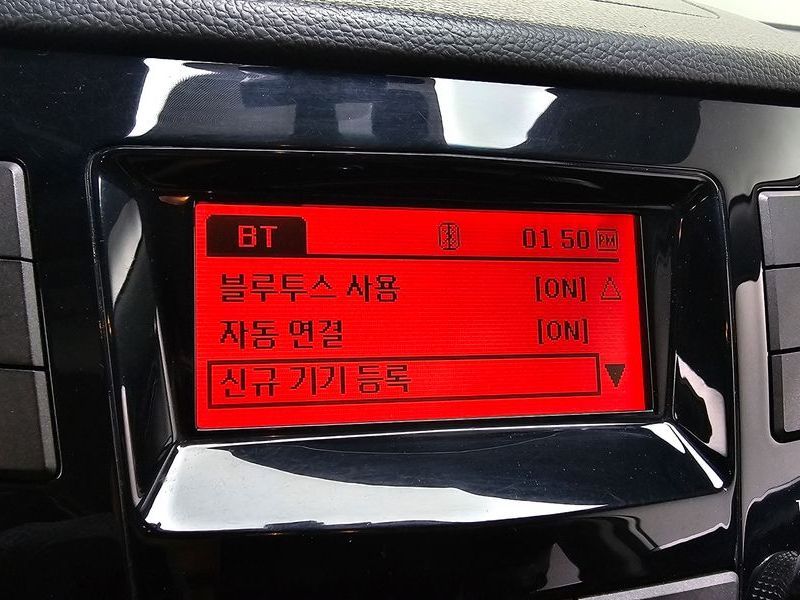 BT 01:50 PM
블루투스 사용 [ON]
자동 연결 [ON]
신규 기기 등록